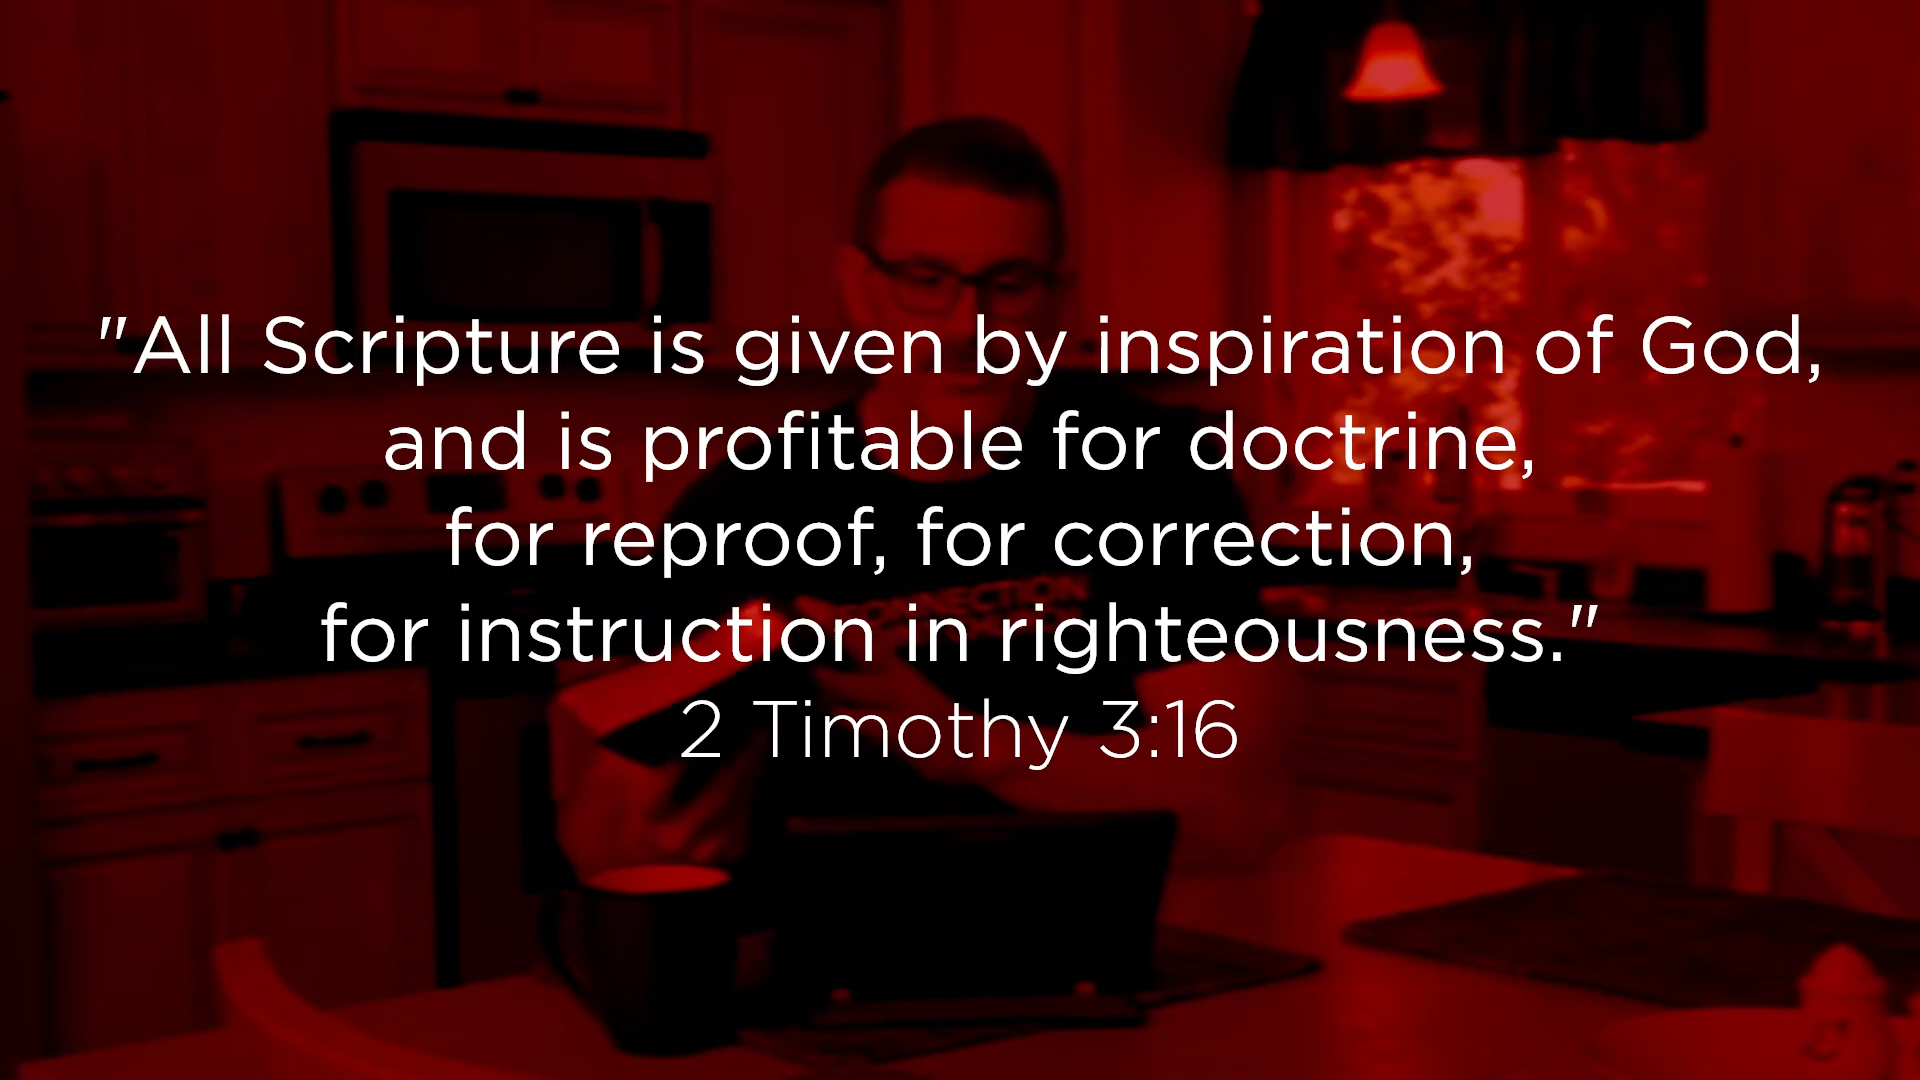 "All Scripture is given by inspiration of God,
and is profitable for doctrine,
for reproof, for correction,
for instruction in righteousness."
2 Timothy 3:16
CONNECTION